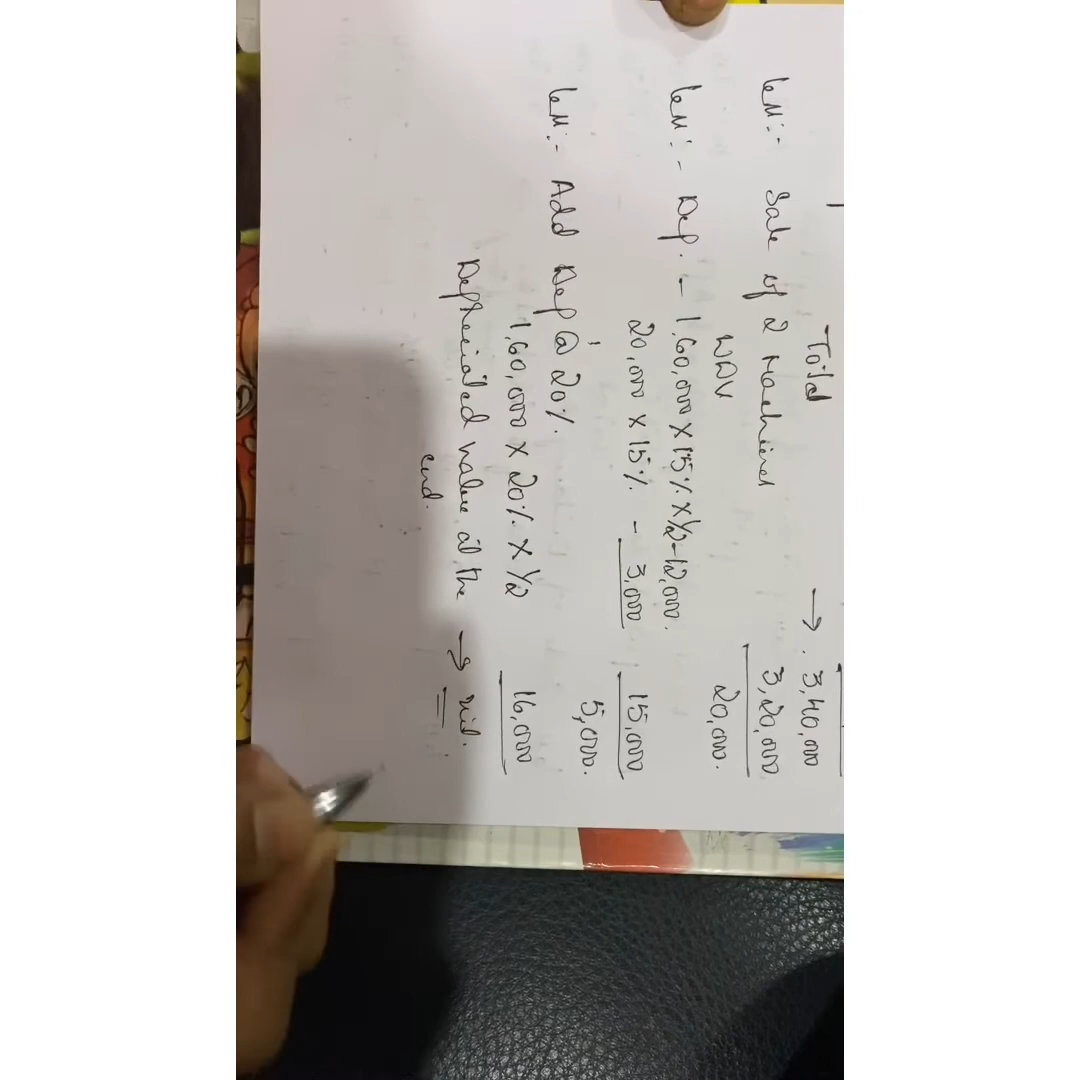 Total → 3,40,000
Less:- Sale of 2 Machines 3,20,000
WDV 20,000.
Less:- Dep. - 1,60,000 X 15% X 1/2 - 12,000.
20,000 X 15% - 3,000 15,000
5,000.
Less:- Add Dep @ 20%.
1,60,000 X 20% X 1/2 16,000
Depreciated value at the → nil.
end.